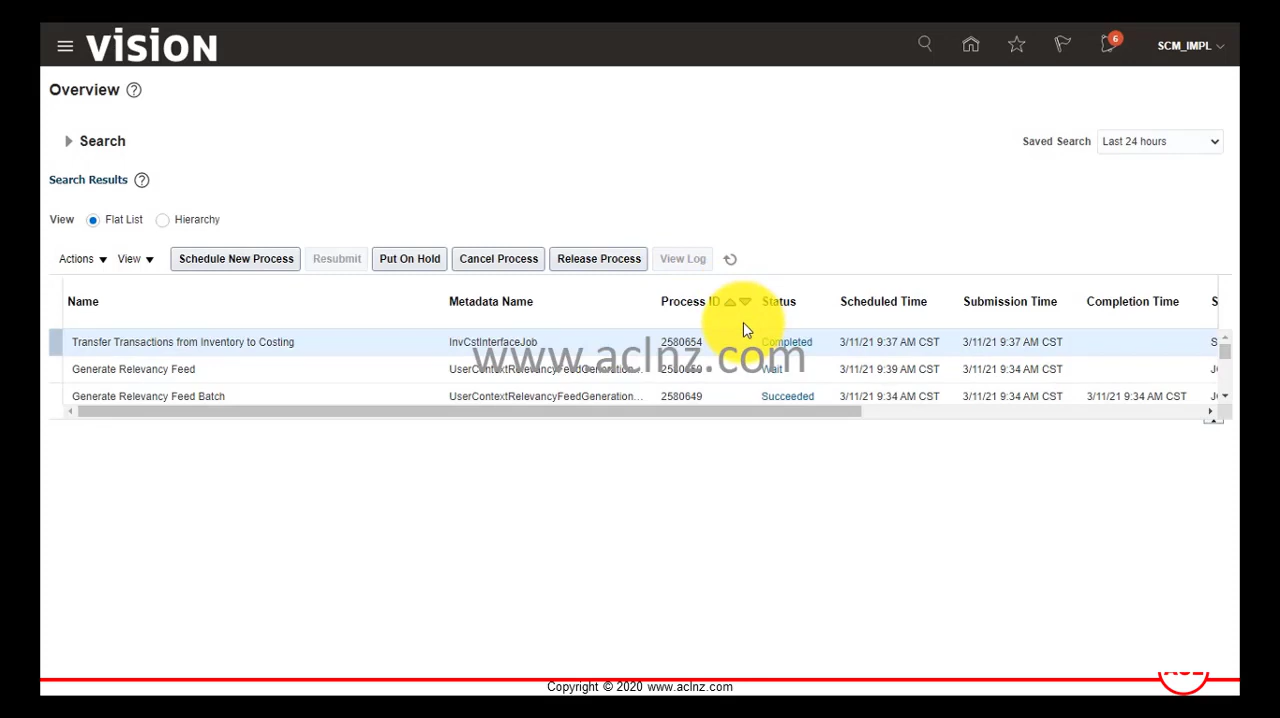 VISION
6
SCM_IMPL
Overview ?
Search
Saved Search Last 24 hours
Search Results ?
View Flat List Hierarchy
Actions View Schedule New Process Resubmit Put On Hold Cancel Process Release Process View Log
Name Metadata Name Process ID Status Scheduled Time Submission Time Completion Time S
Transfer Transactions from Inventory to Costing InvCstInterfaceJob 2580654 Completed 3/11/21 9:37 AM CST 3/11/21 9:37 AM CST S
www.aclnz.com
Generate Relevancy Feed UserContextRelevancyFeedGeneration... Wait 3/11/21 9:39 AM CST 3/11/21 9:34 AM CST
Generate Relevancy Feed Batch UserContextRelevancyFeedGeneration... 2580649 Succeeded 3/11/21 9:34 AM CST 3/11/21 9:34 AM CST 3/11/21 9:34 AM CST
Copyright © 2020 www.aclnz.com